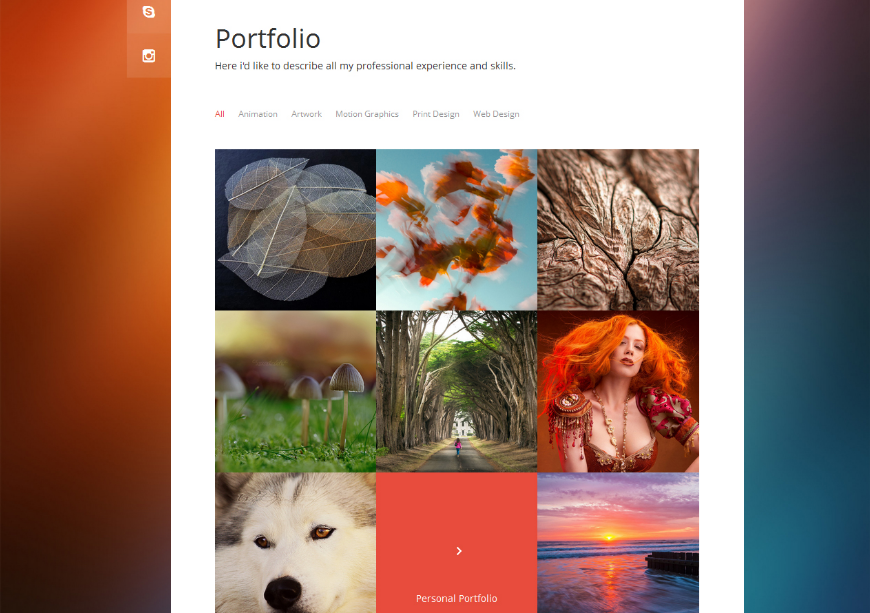 Portfolio
Here i'd like to describe all my professional experience and skills.
All Animation Artwork Motion Graphics Print Design Web Design
Personal Portfolio